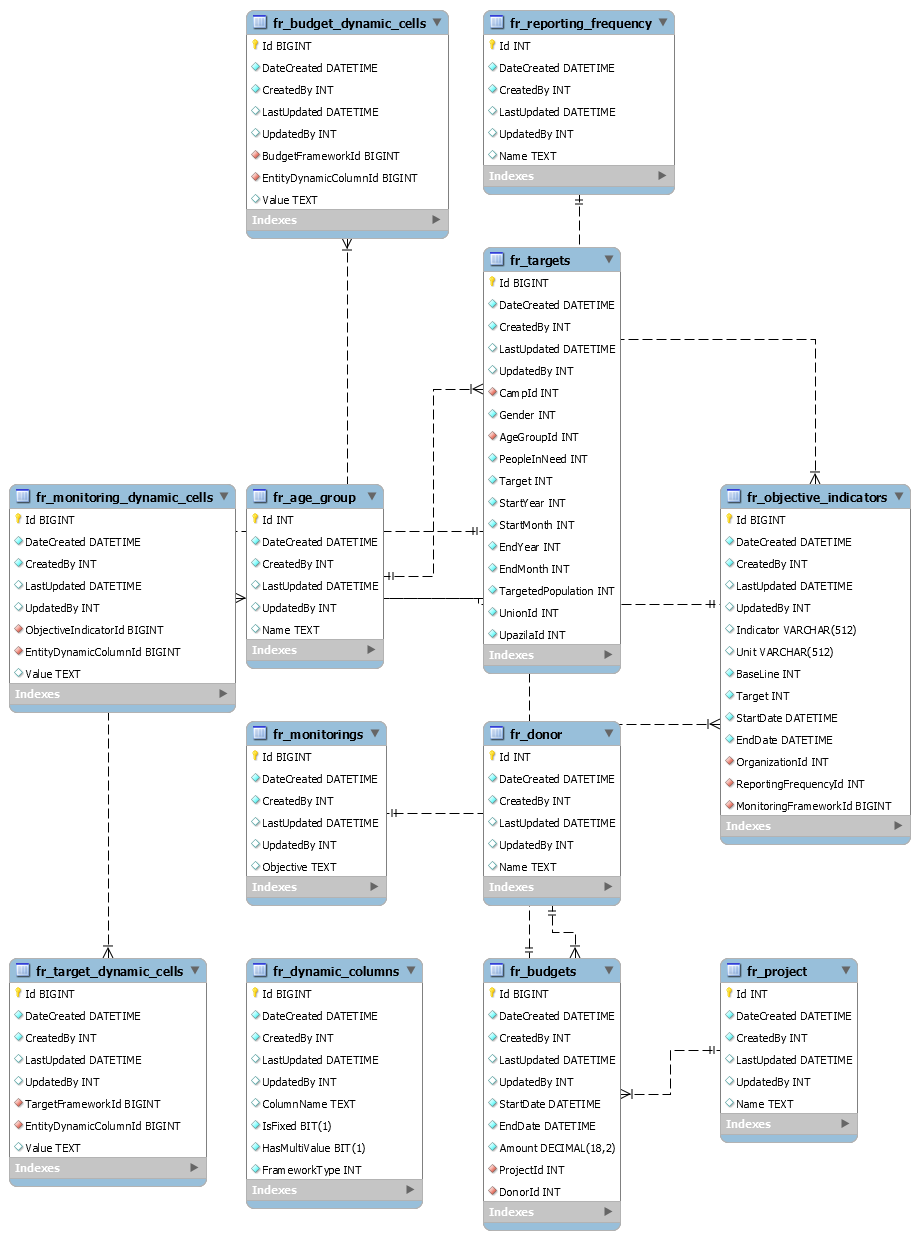 fr_budget_dynamic_cells
Id BIGINT
DateCreated DATETIME
CreatedBy INT
LastUpdated DATETIME
UpdatedBy INT
BudgetFrameworkId BIGINT
EntityDynamicColumnId BIGINT
Value TEXT
Indexes
fr_reporting_frequency
Id INT
DateCreated DATETIME
CreatedBy INT
LastUpdated DATETIME
UpdatedBy INT
Name TEXT
Indexes
fr_targets
Id BIGINT
DateCreated DATETIME
CreatedBy INT
LastUpdated DATETIME
UpdatedBy INT
CampId INT
Gender INT
AgeGroupId INT
PeopleInNeed INT
Target INT
StartYear INT
StartMonth INT
EndYear INT
EndMonth INT
TargetedPopulation INT
UnionId INT
UpazilaId INT
Indexes
fr_monitoring_dynamic_cells
Id BIGINT
DateCreated DATETIME
CreatedBy INT
LastUpdated DATETIME
UpdatedBy INT
ObjectiveIndicatorId BIGINT
EntityDynamicColumnId BIGINT
Value TEXT
Indexes
fr_age_group
Id INT
DateCreated DATETIME
CreatedBy INT
LastUpdated DATETIME
UpdatedBy INT
Name TEXT
Indexes
fr_objective_indicators
Id BIGINT
DateCreated DATETIME
CreatedBy INT
LastUpdated DATETIME
UpdatedBy INT
Indicator VARCHAR(512)
Unit VARCHAR(512)
BaseLine INT
Target INT
StartDate DATETIME
EndDate DATETIME
OrganizationId INT
ReportingFrequencyId INT
MonitoringFrameworkId BIGINT
Indexes
fr_monitorings
Id BIGINT
DateCreated DATETIME
CreatedBy INT
LastUpdated DATETIME
UpdatedBy INT
Objective TEXT
Indexes
fr_donor
Id INT
DateCreated DATETIME
CreatedBy INT
LastUpdated DATETIME
UpdatedBy INT
Name TEXT
Indexes
fr_target_dynamic_cells
Id BIGINT
DateCreated DATETIME
CreatedBy INT
LastUpdated DATETIME
UpdatedBy INT
TargetFrameworkId BIGINT
EntityDynamicColumnId BIGINT
Value TEXT
Indexes
fr_dynamic_columns
Id BIGINT
DateCreated DATETIME
CreatedBy INT
LastUpdated DATETIME
UpdatedBy INT
ColumnName TEXT
IsFixed BIT(1)
HasMultiValue BIT(1)
FrameworkType INT
Indexes
fr_budgets
Id BIGINT
DateCreated DATETIME
CreatedBy INT
LastUpdated DATETIME
UpdatedBy INT
StartDate DATETIME
EndDate DATETIME
Amount DECIMAL(18,2)
ProjectId INT
DonorId INT
Indexes
fr_project
Id INT
DateCreated DATETIME
CreatedBy INT
LastUpdated DATETIME
UpdatedBy INT
Name TEXT
Indexes